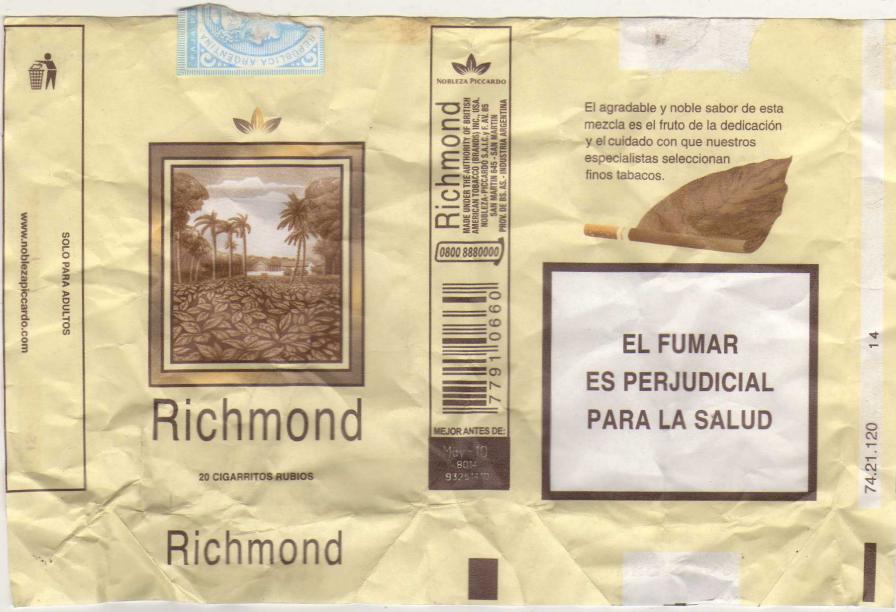 SOLO PARA ADULTOS
www.noblezapiccardo.com
REPUBLICA ARGENTINA
Richmond
20 CIGARRITOS RUBIOS
Richmond
NOBLEZA PICCARDO
Richmond
MADE UNDER THE AUTHORITY OF BRITISH
AMERICAN TOBACCO (BRANDS) INC., USA.
NOBLEZA-PICCARDO S.A.I.C.y F. AV. 85
SAN MARTIN 645 - SAN MARTIN
PROV. DE BS. AS. - INDUSTRIA ARGENTINA
0800 8880000
7791 0660
MEJOR ANTES DE:
May - 10
8014
El agradable y noble sabor de esta
mezcla es el fruto de la dedicación
y el cuidado con que nuestros
especialistas seleccionan
finos tabacos.
EL FUMAR
ES PERJUDICIAL
PARA LA SALUD
14
74.21.120